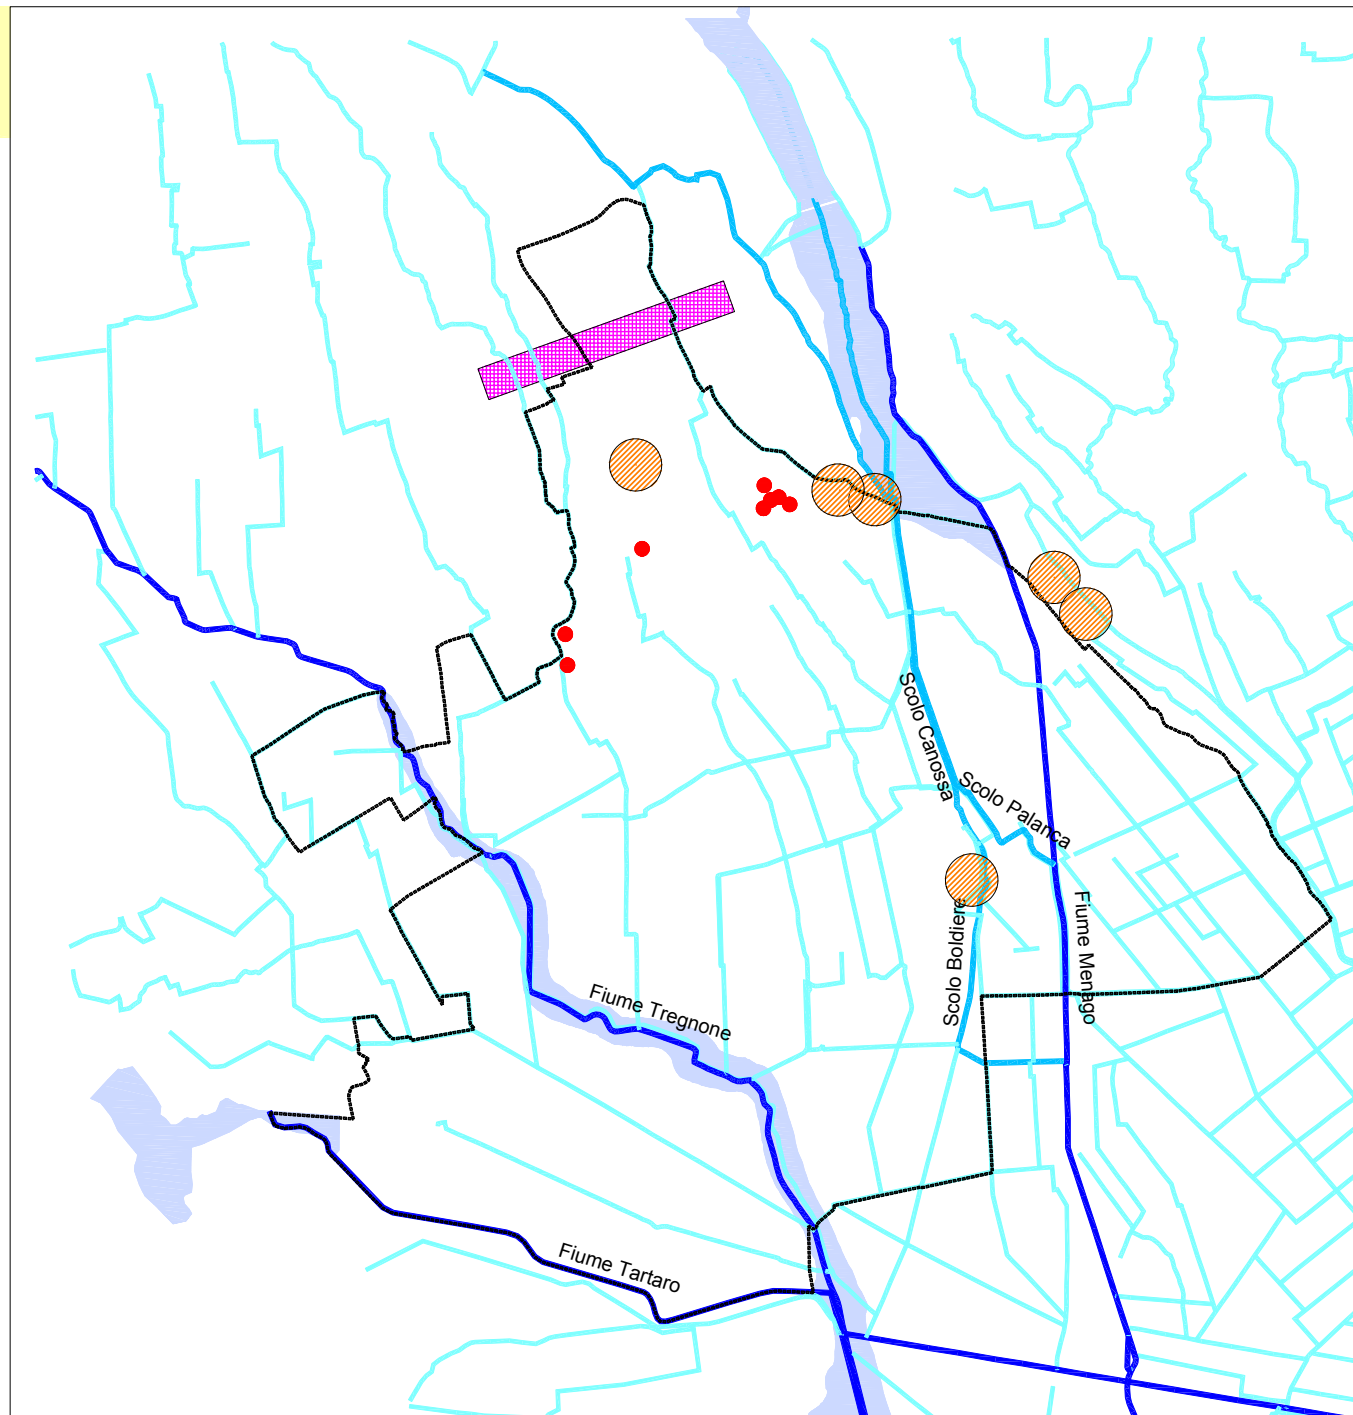 Scolo Canossa
Scolo Palanca
Scolo Boldiere
Fiume Menago
Fiume Tregnone
Fiume Tartaro